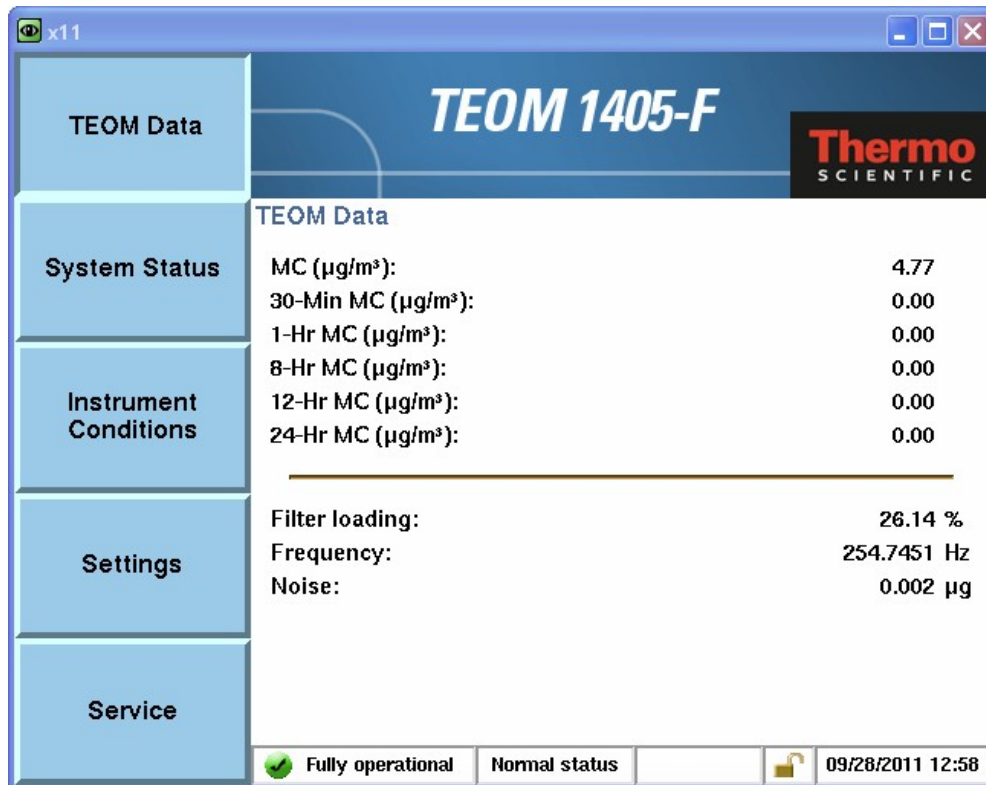 x11
TEOM Data
System Status
Instrument
Conditions
Settings
Service
TEOM 1405-F
Thermo
SCIENTIFIC
TEOM Data
MC (µg/m³): 4.77
30-Min MC (µg/m³): 0.00
1-Hr MC (µg/m³): 0.00
8-Hr MC (µg/m³): 0.00
12-Hr MC (µg/m³): 0.00
24-Hr MC (µg/m³): 0.00
Filter loading: 26.14 %
Frequency: 254.7451 Hz
Noise: 0.002 µg
Fully operational Normal status 09/28/2011 12:58